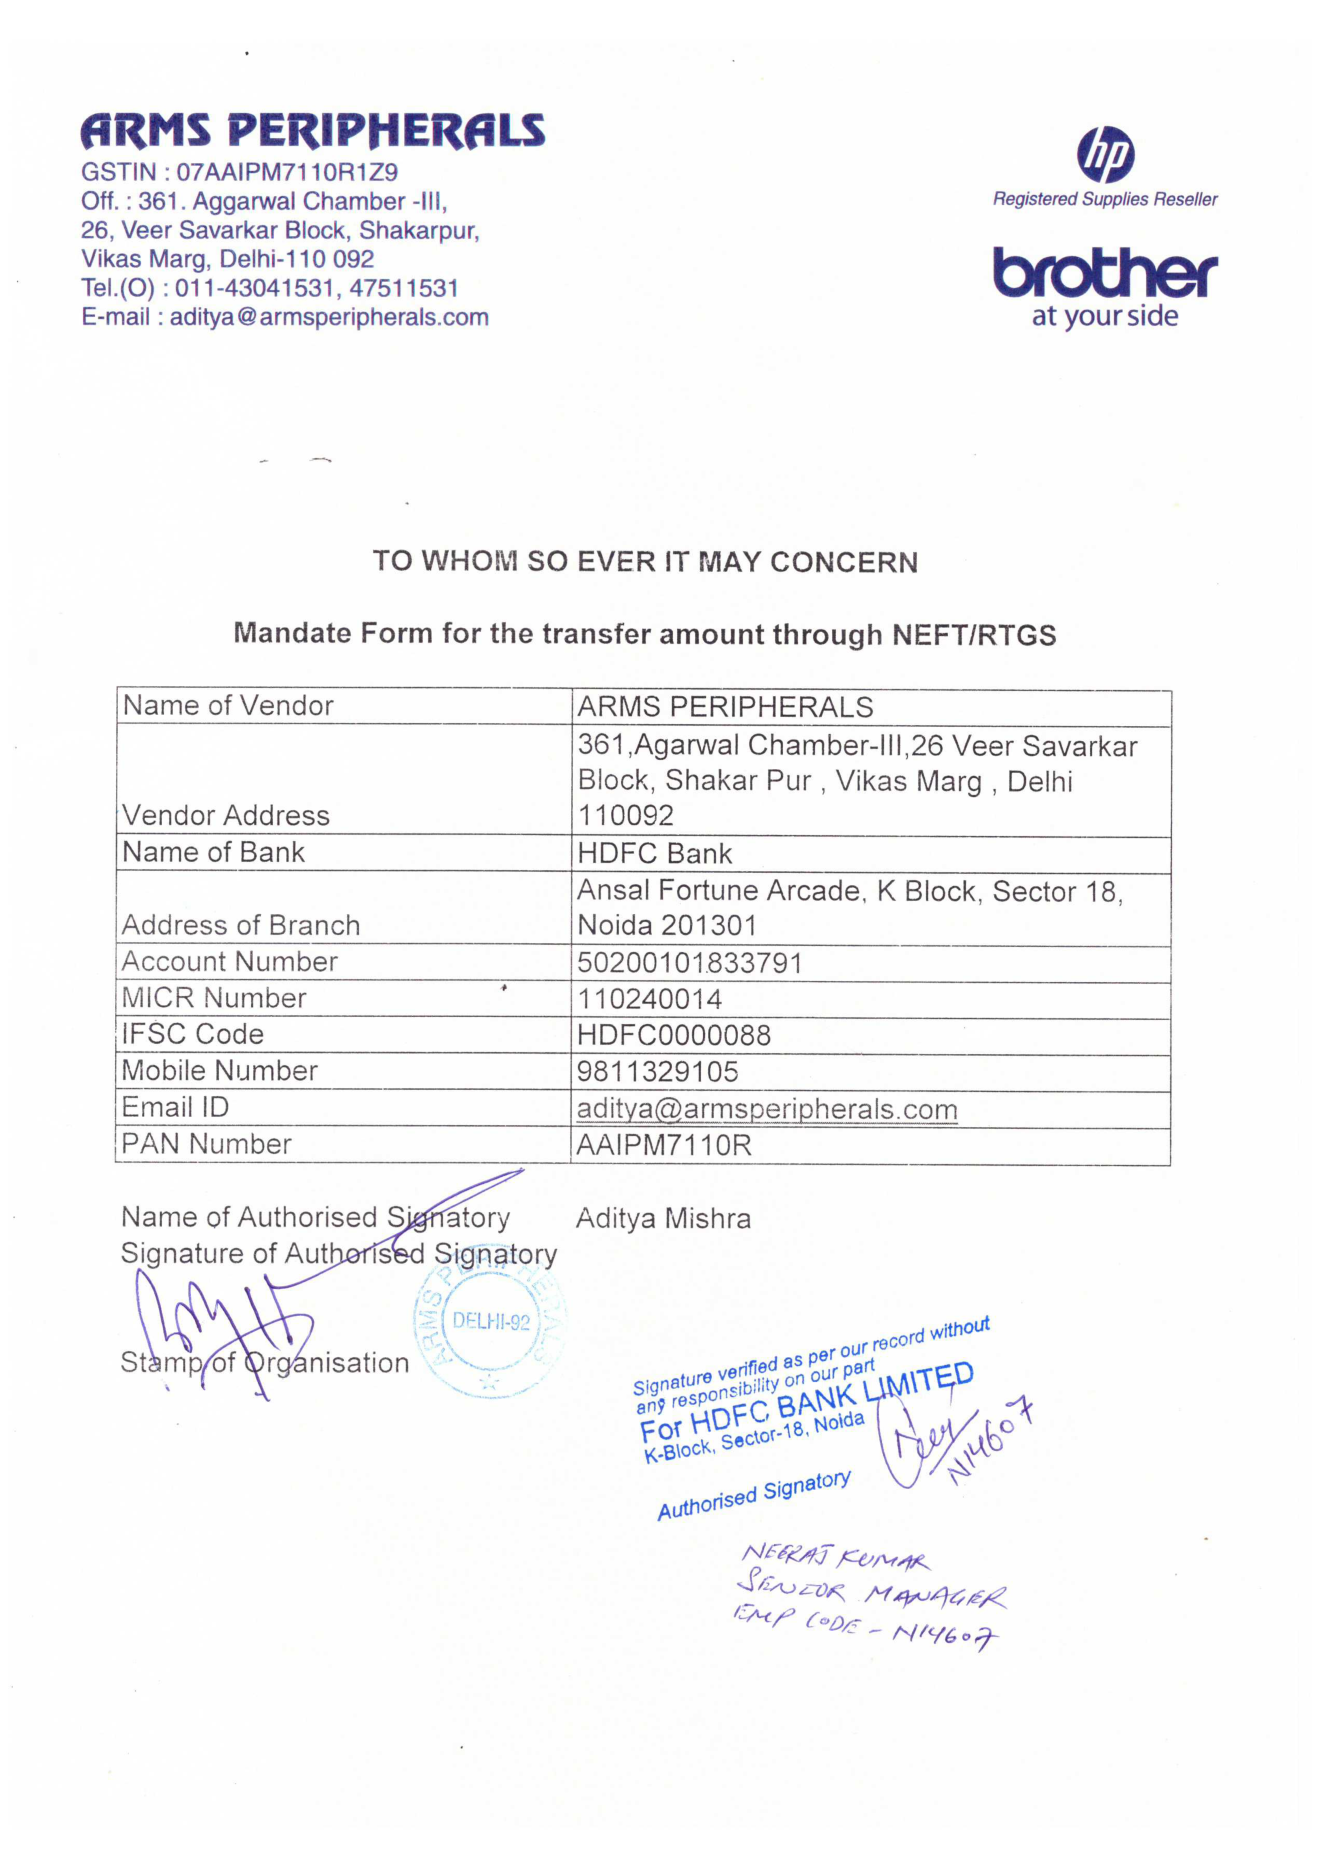 ARMS PERIPHERALS
GSTIN : 07AAIPM7110R1Z9
Off. : 361. Aggarwal Chamber -III,
26, Veer Savarkar Block, Shakarpur,
Vikas Marg, Delhi-110 092
Tel.(O) : 011-43041531, 47511531
E-mail : aditya@armsperipherals.com
hp
Registered Supplies Reseller
brother
at your side
TO WHOM SO EVER IT MAY CONCERN
Mandate Form for the transfer amount through NEFT/RTGS
Name of Vendor ARMS PERIPHERALS
361,Agarwal Chamber-III,26 Veer Savarkar
Block, Shakar Pur , Vikas Marg , Delhi
Vendor Address 110092
Name of Bank HDFC Bank
Ansal Fortune Arcade, K Block, Sector 18,
Address of Branch Noida 201301
Account Number 50200101833791
MICR Number 110240014
IFSC Code HDFC0000088
Mobile Number 9811329105
Email ID aditya@armsperipherals.com
PAN Number AAIPM7110R
Name of Authorised Signatory Aditya Mishra
Signature of Authorised Signatory
ARMS PERIPHERALS
DELHI-92
Stamp of Organisation
Signature verified as per our record without
any responsibility on our part
For HDFC BANK LIMITED
K-Block, Sector-18, Noida
N14607
Authorised Signatory
NEERAJ KUMAR
SENIOR MANAGER
EMP CODE - N14607